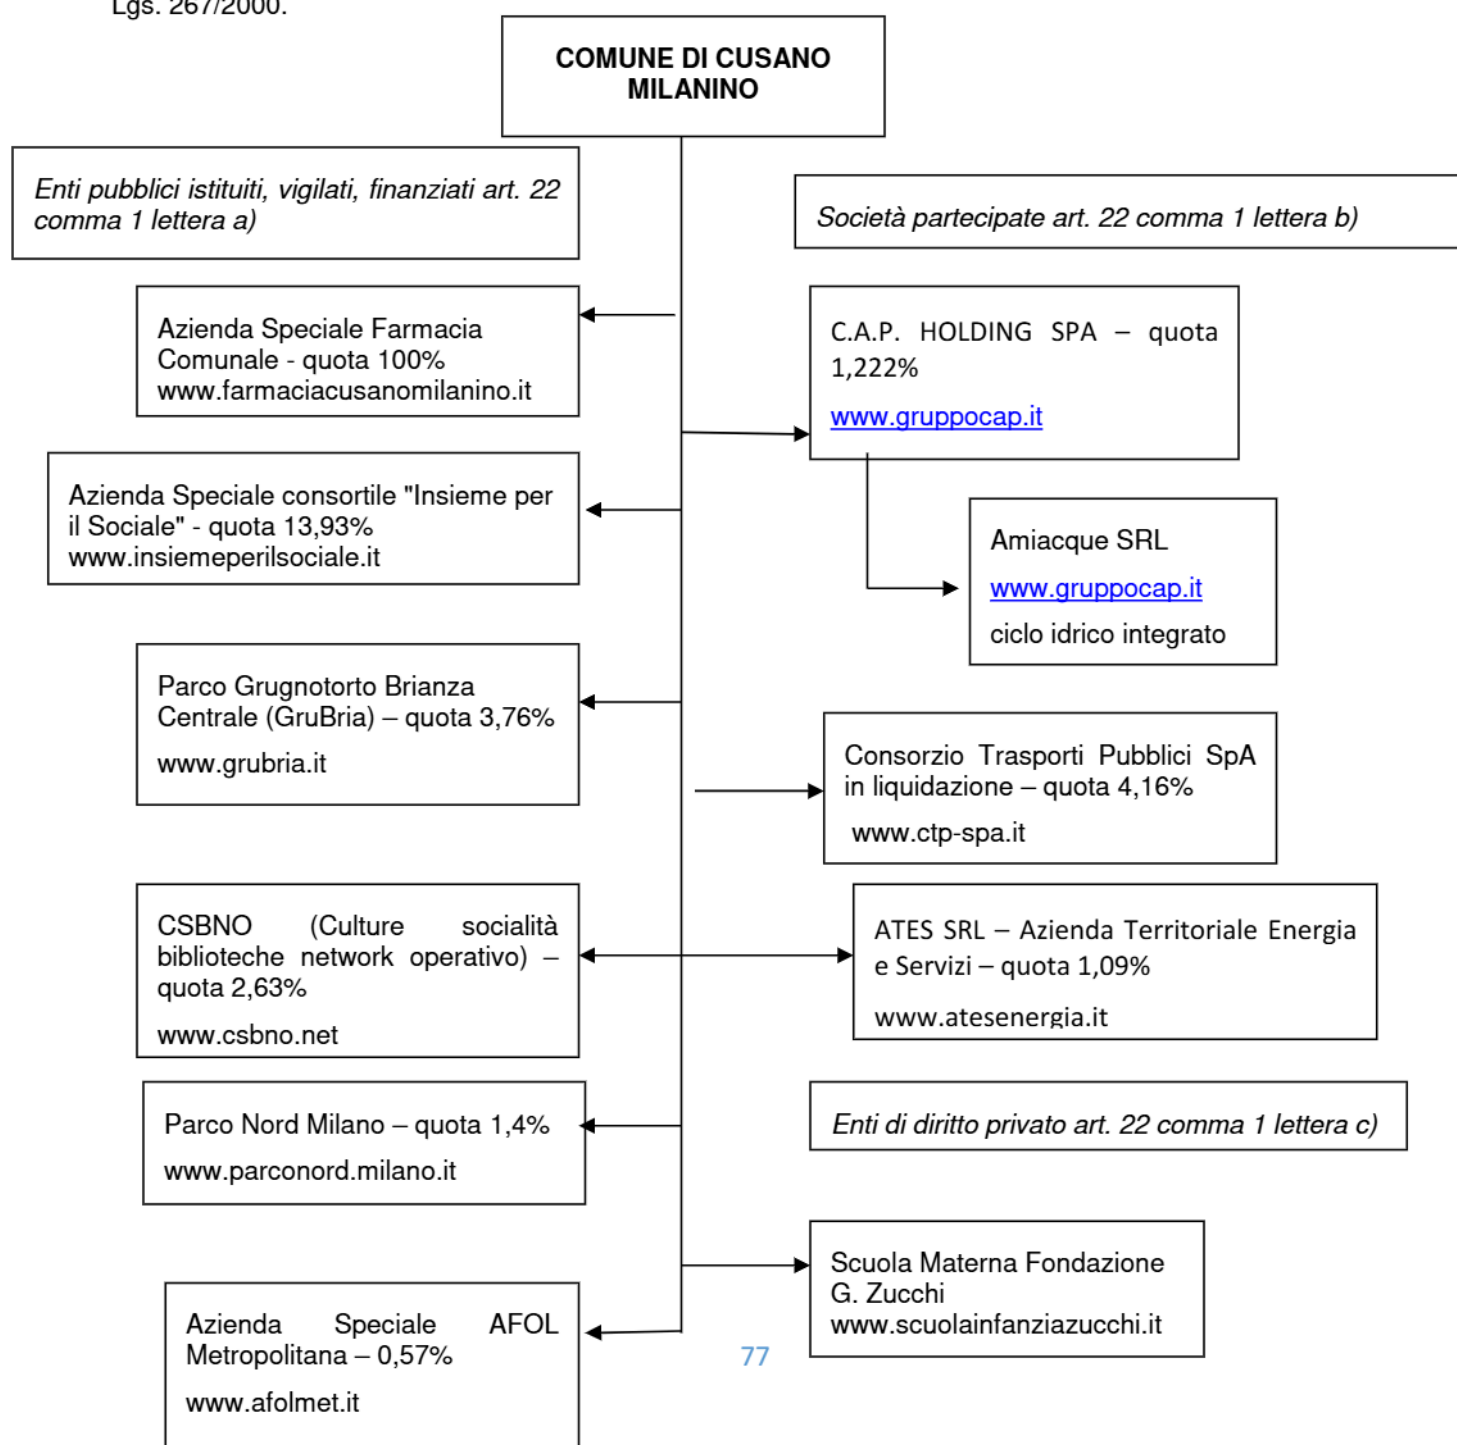 Lgs. 267/2000.
COMUNE DI CUSANO
MILANINO
Enti pubblici istituiti, vigilati, finanziati art. 22
comma 1 lettera a)
Società partecipate art. 22 comma 1 lettera b)
Azienda Speciale Farmacia
Comunale - quota 100%
www.farmaciacusanomilanino.it
C.A.P. HOLDING SPA – quota
1,222%
www.gruppocap.it
Azienda Speciale consortile "Insieme per
il Sociale" - quota 13,93%
www.insiemeperilsociale.it
Amiacque SRL
www.gruppocap.it
ciclo idrico integrato
Parco Grugnotorto Brianza
Centrale (GruBria) – quota 3,76%
www.grubria.it
Consorzio Trasporti Pubblici SpA
in liquidazione – quota 4,16%
www.ctp-spa.it
CSBNO (Culture socialità
biblioteche network operativo) –
quota 2,63%
www.csbno.net
ATES SRL – Azienda Territoriale Energia
e Servizi – quota 1,09%
www.atesenergia.it
Parco Nord Milano – quota 1,4%
www.parconord.milano.it
Enti di diritto privato art. 22 comma 1 lettera c)
Scuola Materna Fondazione
G. Zucchi
www.scuolainfanziazucchi.it
Azienda Speciale AFOL
Metropolitana – 0,57%
www.afolmet.it
77